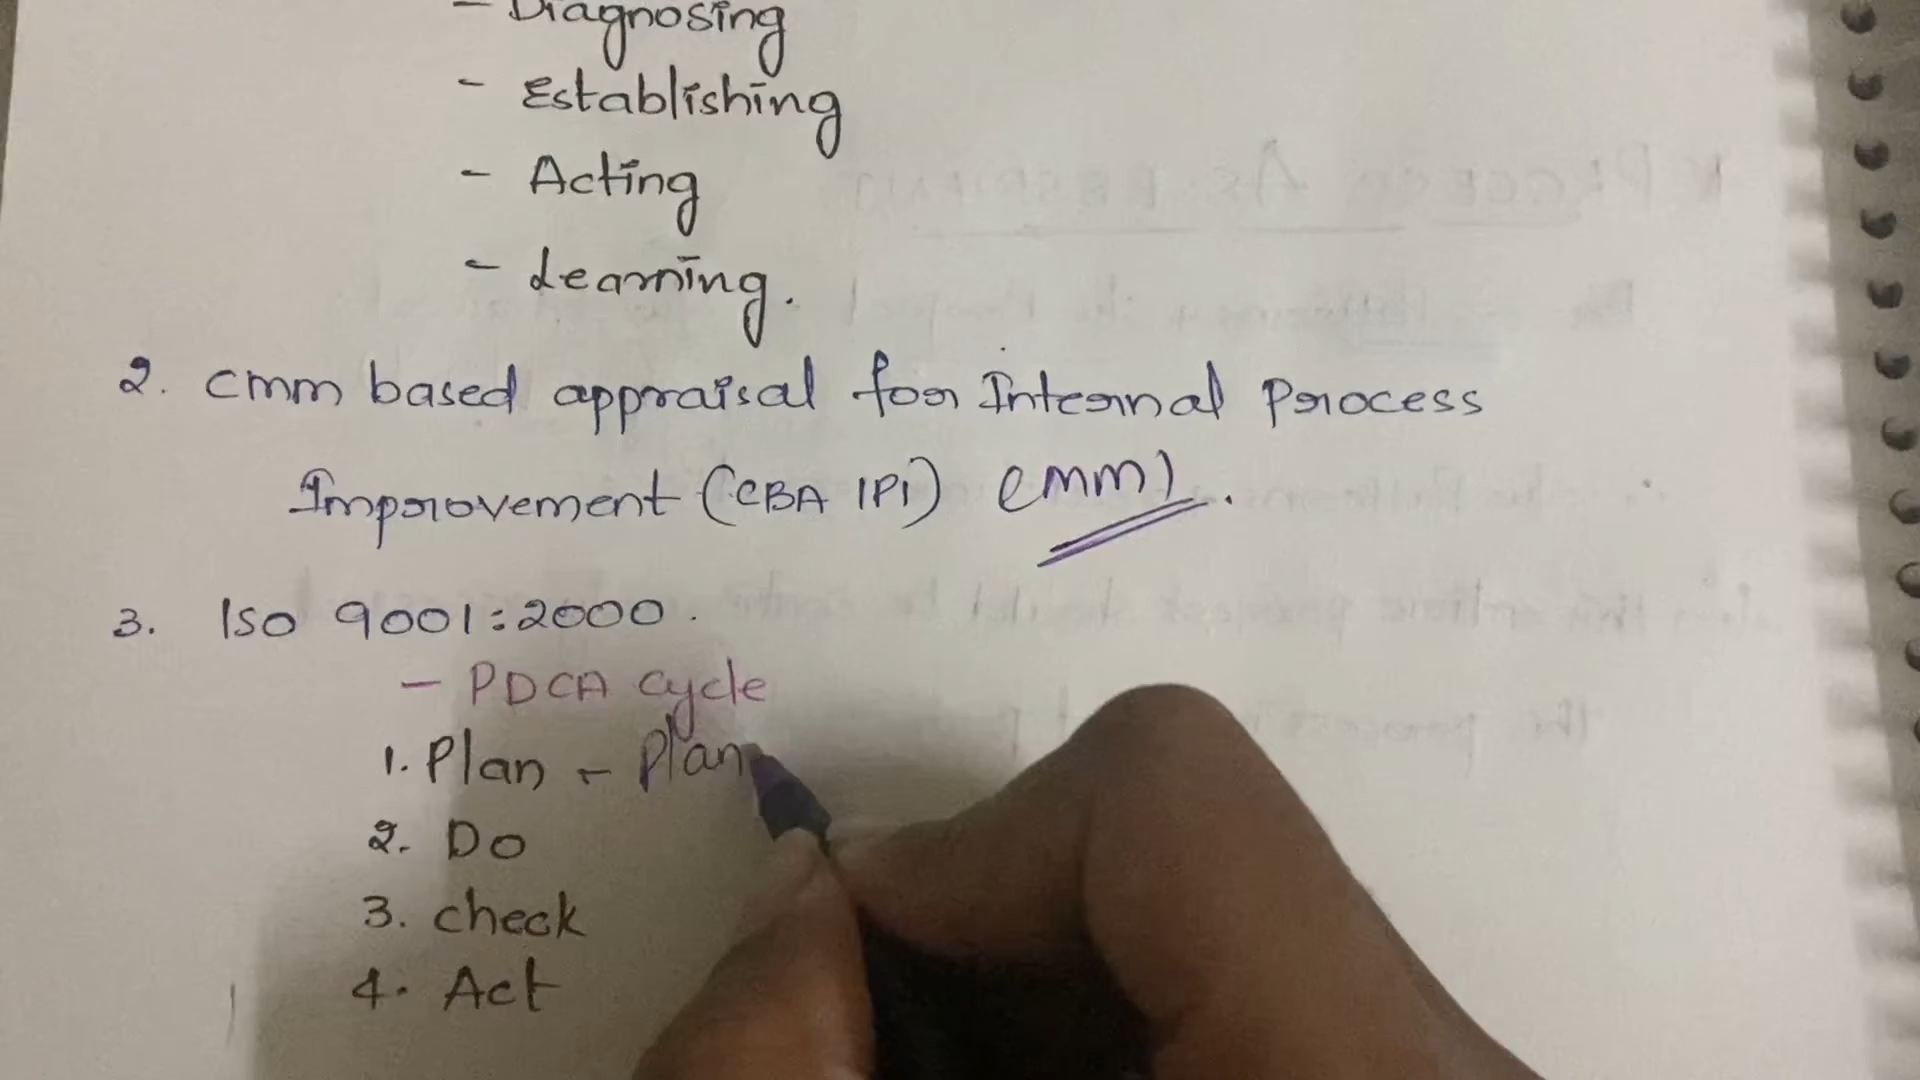 - Diagnosing
- Establishing
- Acting
- Learning.
2. CMM based appraisal for Internal Process
Improvement (CBA IPI) CMM).
3. ISO 9001:2000.
- PDCA cycle
1. Plan - Plan
2. Do
3. check
4. Act